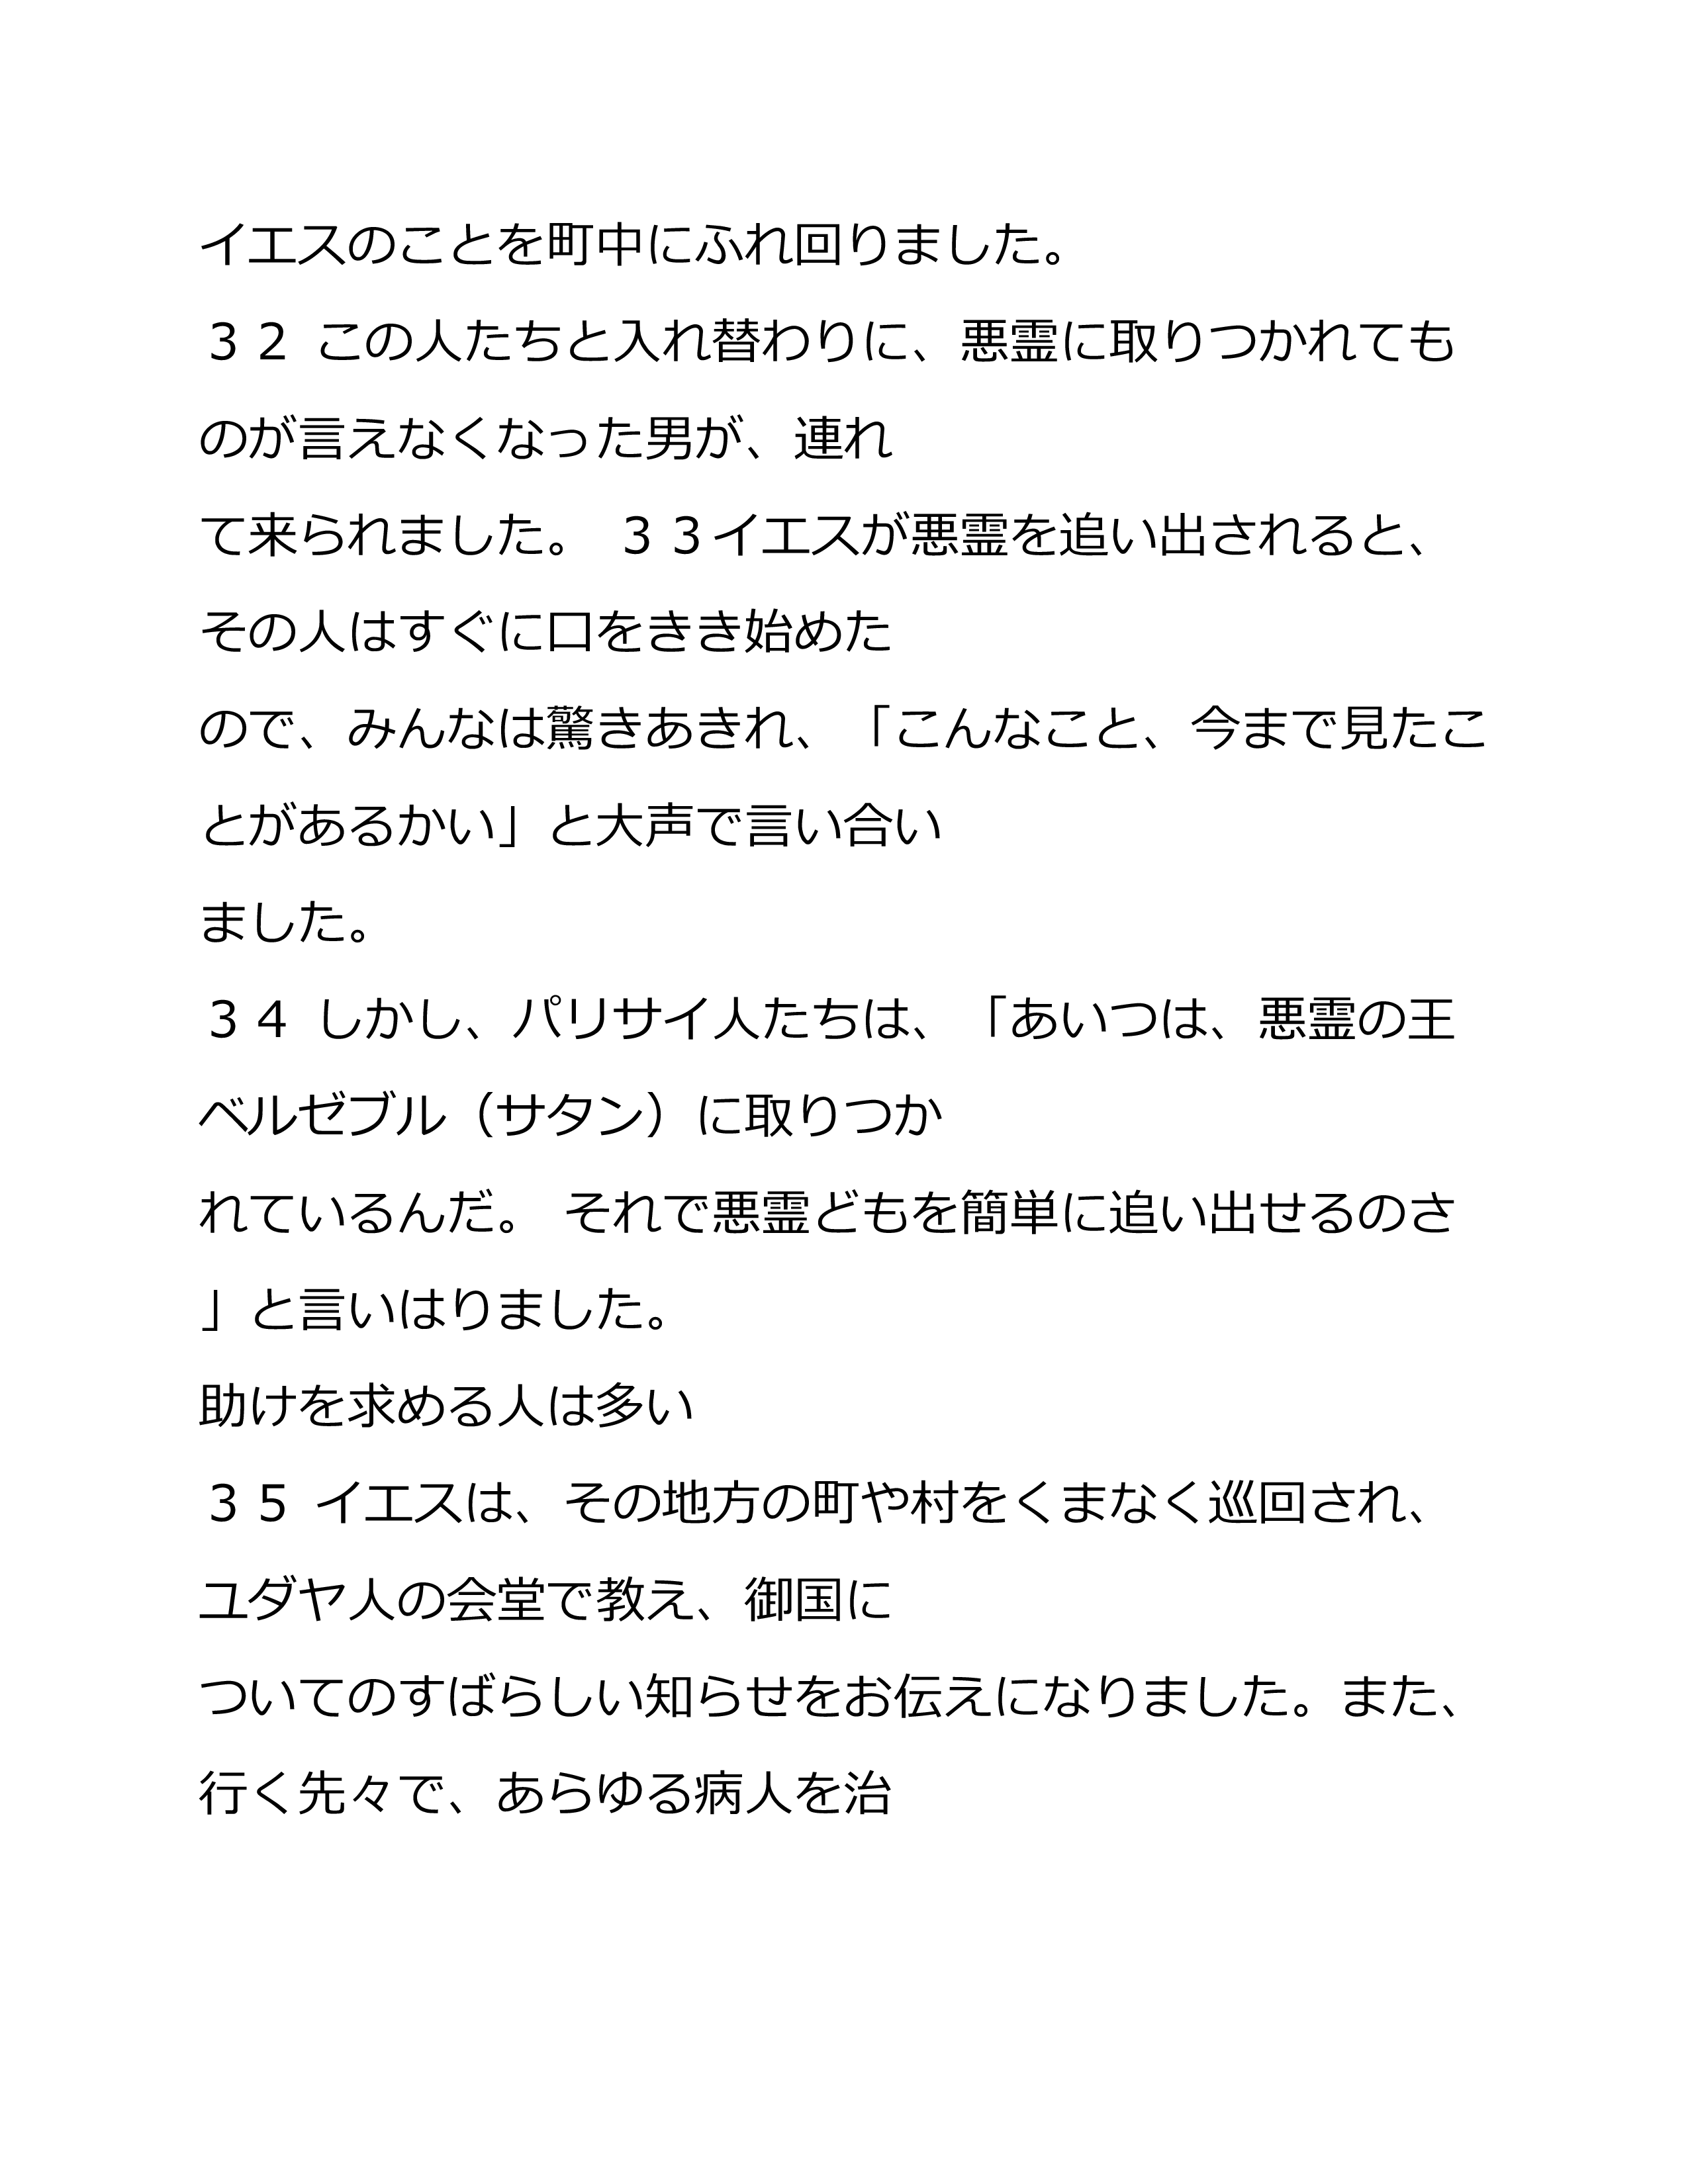 イエスのことを町中にふれ回りました。
３２ この人たちと入れ替わりに、悪霊に取りつかれても
のが言えなくなった男が、連れ
て来られました。 ３３イエスが悪霊を追い出されると、
その人はすぐに口をきき始めた
ので、みんなは驚きあきれ、「こんなこと、今まで見たこ
とがあるかい」と大声で言い合い
ました。
３４ しかし、パリサイ人たちは、「あいつは、悪霊の王
ベルゼブル（サタン）に取りつか
れているんだ。 それで悪霊どもを簡単に追い出せるのさ
」と言いはりました。
助けを求める人は多い
３５ イエスは、その地方の町や村をくまなく巡回され、
ユダヤ人の会堂で教え、御国に
ついてのすばらしい知らせをお伝えになりました。また、
行く先々で、あらゆる病人を治